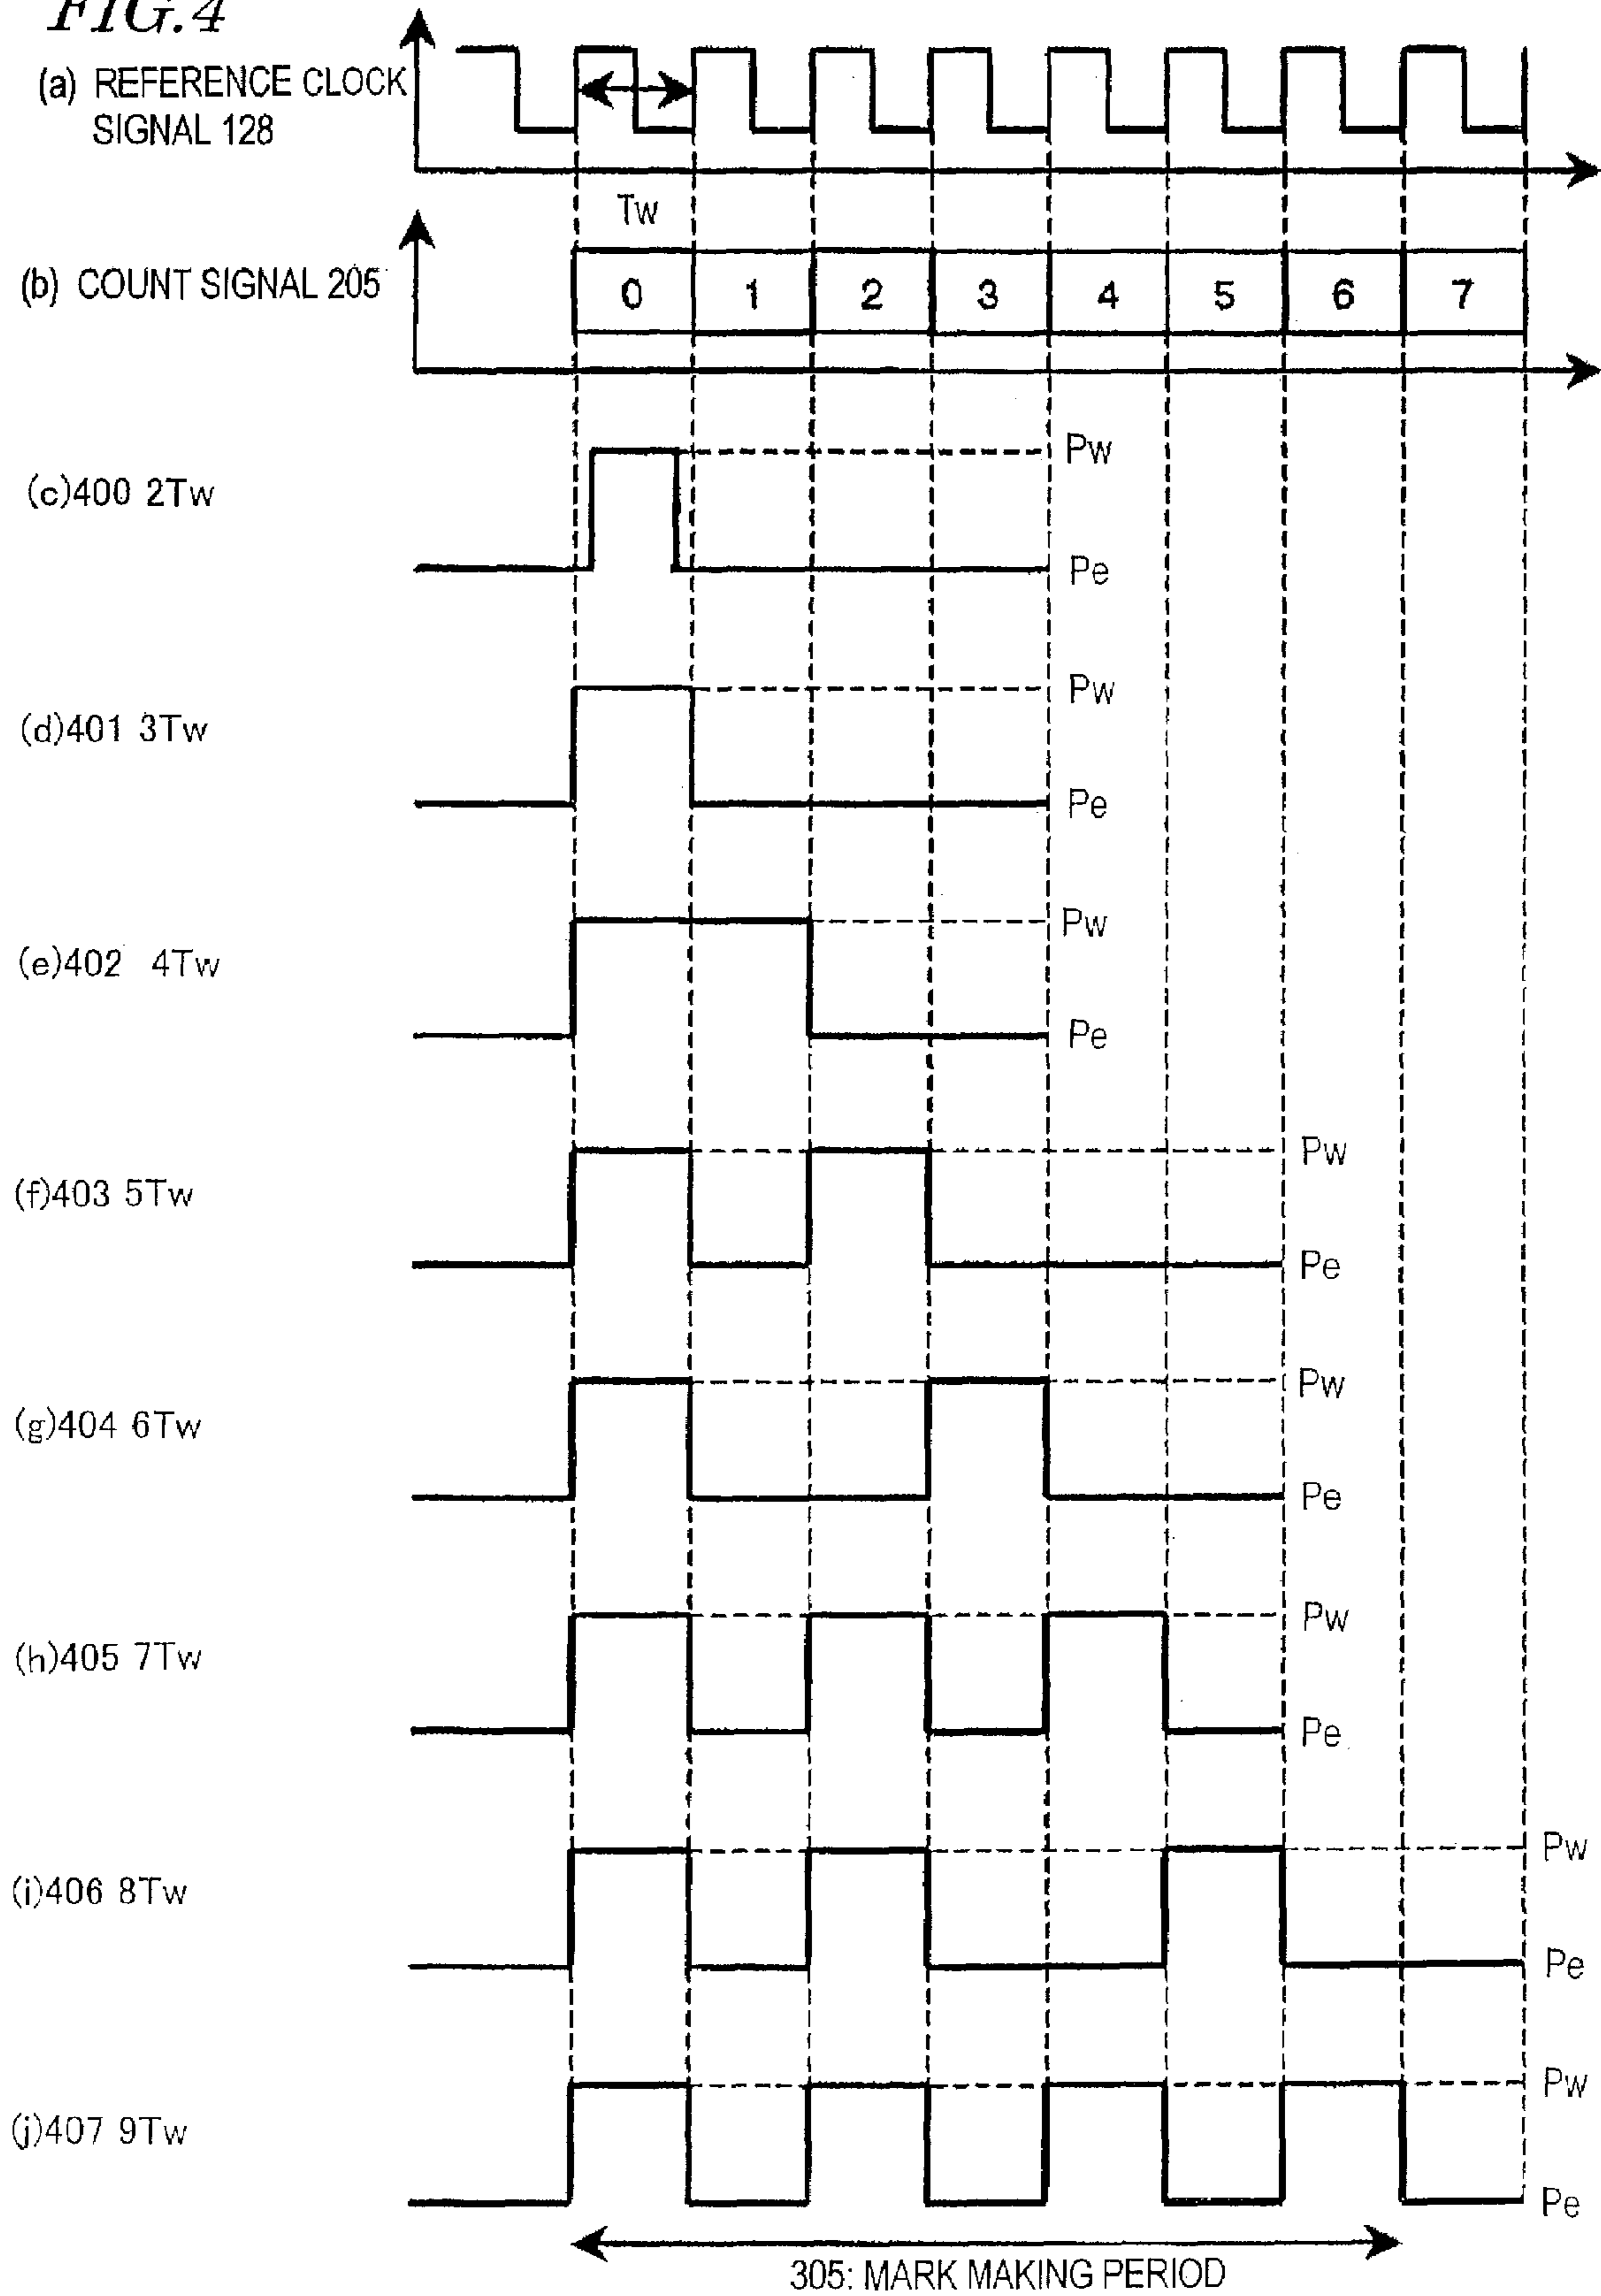 FIG.4
(a) REFERENCE CLOCK
SIGNAL 128
Tw
(b) COUNT SIGNAL 205
0 1 2 3 4 5 6 7
Pw
(c)400 2Tw
Pe
Pw
(d)401 3Tw
Pe
Pw
(e)402 4Tw
Pe
Pw
(f)403 5Tw
Pe
Pw
(g)404 6Tw
Pe
Pw
(h)405 7Tw
Pe
Pw
(i)406 8Tw
Pe
Pw
(j)407 9Tw
Pe
305: MARK MAKING PERIOD